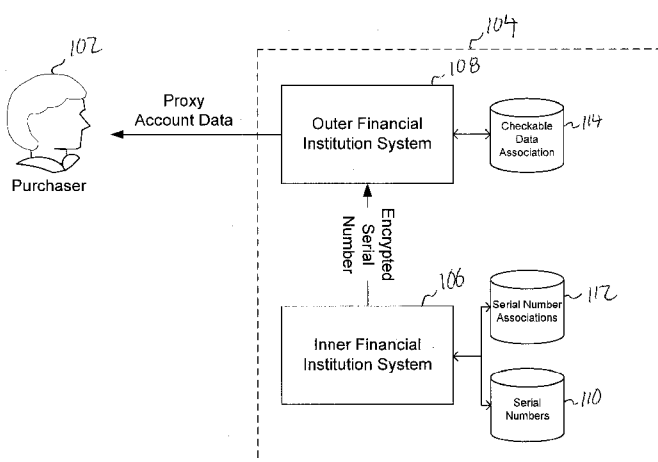 102
104
108
Proxy
Account Data
Purchaser
Outer Financial
Institution System
Checkable
Data
Association
114
Encrypted
Serial
Number
106
Inner Financial
Institution System
Serial Number
Associations
112
Serial
Numbers
110